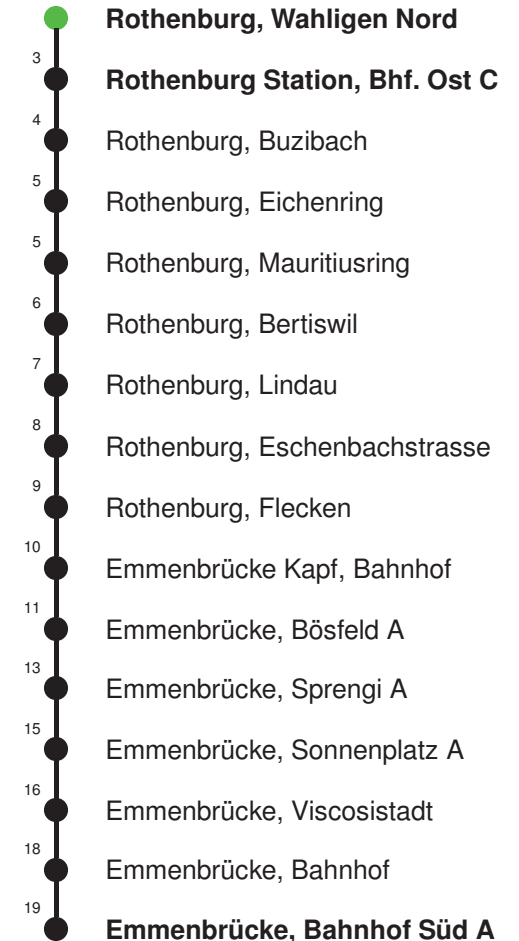 Rothenburg, Wahligen Nord
3 Rothenburg Station, Bhf. Ost C
4 Rothenburg, Buzibach
5 Rothenburg, Eichenring
5 Rothenburg, Mauritiusring
6 Rothenburg, Bertiswil
7 Rothenburg, Lindau
8 Rothenburg, Eschenbachstrasse
9 Rothenburg, Flecken
10 Emmenbrücke Kapf, Bahnhof
11 Emmenbrücke, Bösfeld A
13 Emmenbrücke, Sprengi A
15 Emmenbrücke, Sonnenplatz A
16 Emmenbrücke, Viscosistadt
18 Emmenbrücke, Bahnhof
19 Emmenbrücke, Bahnhof Süd A